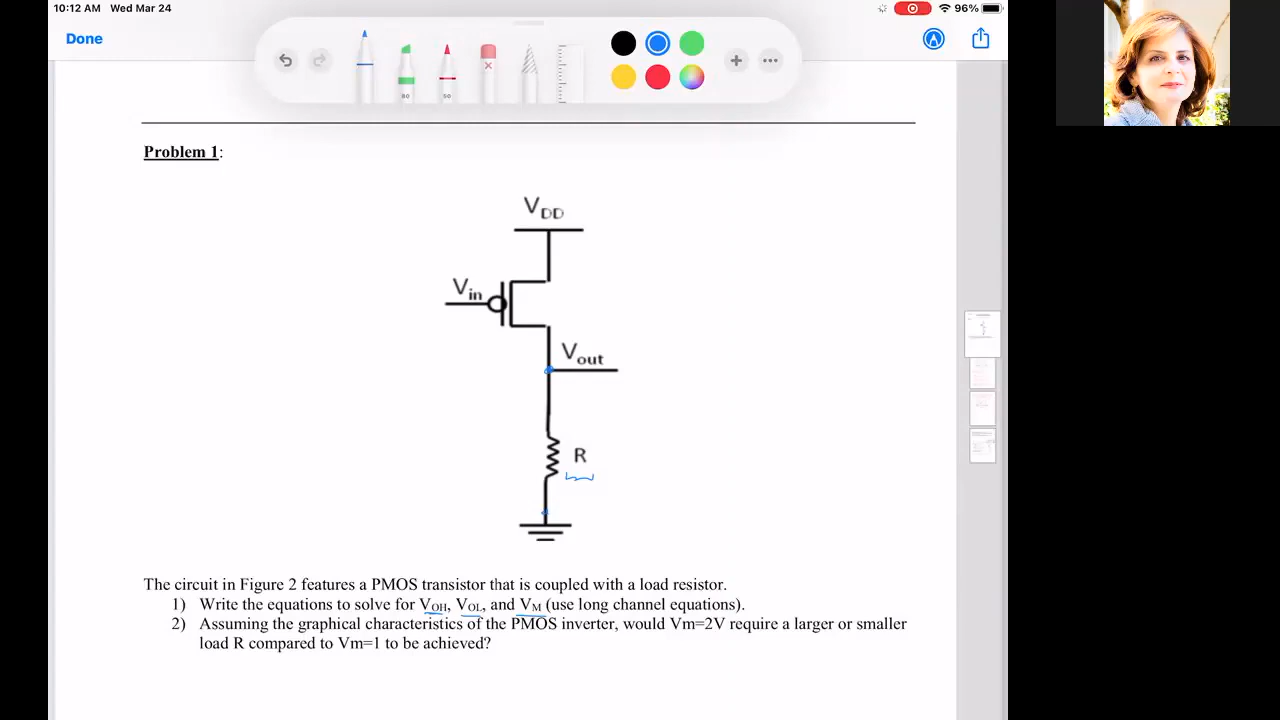 10:12 AM Wed Mar 24
96%
Done
80
50
Problem 1:
VDD
Vin
Vout
R
The circuit in Figure 2 features a PMOS transistor that is coupled with a load resistor.
1) Write the equations to solve for VOH, VOL, and VM (use long channel equations).
2) Assuming the graphical characteristics of the PMOS inverter, would Vm=2V require a larger or smaller
load R compared to Vm=1 to be achieved?